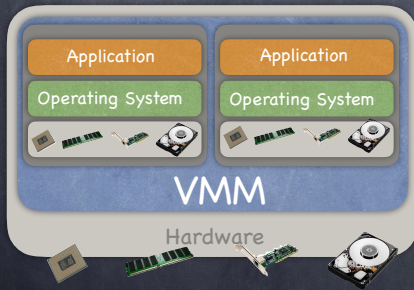 Application
Application
Operating System
Operating System
VMM
Hardware